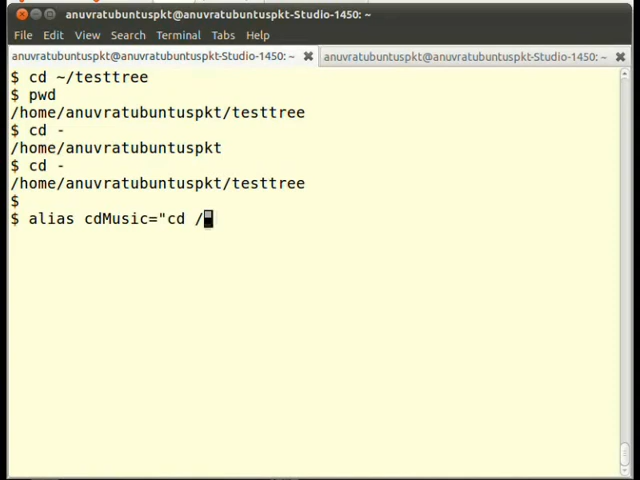 anuvratubuntuspkt@anuvratubuntuspkt-Studio-1450: ~
File Edit View Search Terminal Tabs Help
anuvratubuntuspkt@anuvratubuntuspkt-Studio-1450: ~ anuvratubuntuspkt@anuvratubuntuspkt-Studio-1450: ~
$ cd ~/testtree
$ pwd
/home/anuvratubuntuspkt/testtree
$ cd -
/home/anuvratubuntuspkt
$ cd -
/home/anuvratubuntuspkt/testtree
$
$ alias cdMusic="cd /